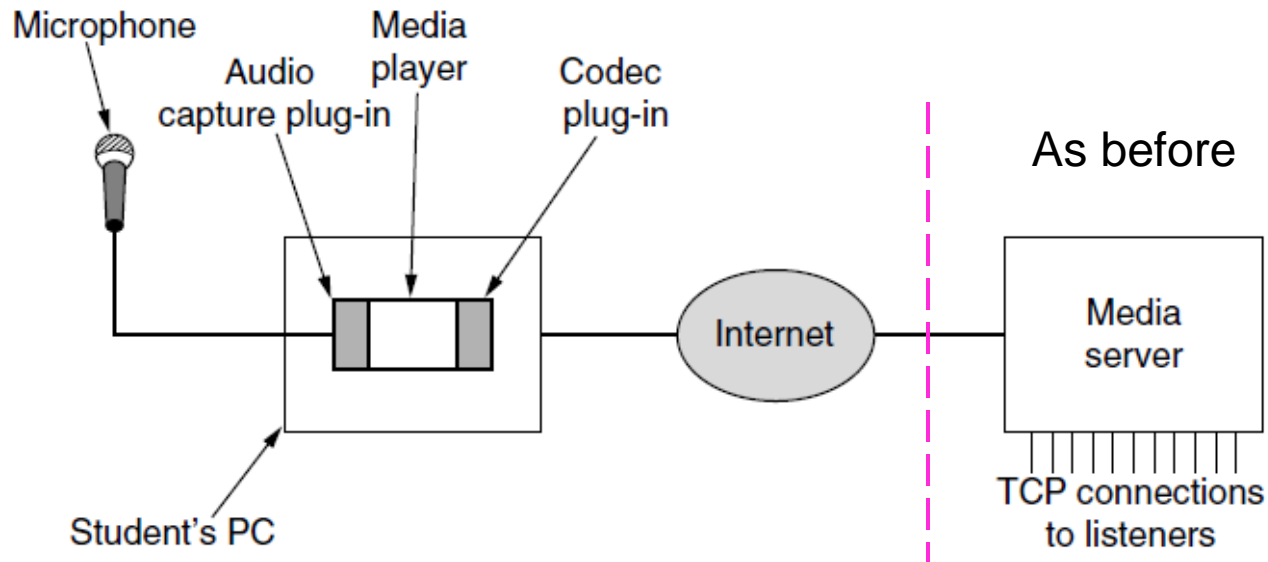 Microphone
Media
player
Audio
capture plug-in
Codec
plug-in
As before
Internet
Media
server
Student's PC
TCP connections
to listeners